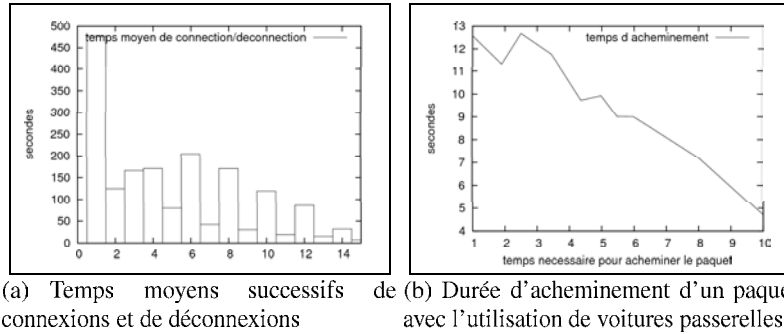 temps moyen de connection/deconnection
500
450
400
350
300
250
200
150
100
50
0
secondes
0 2 4 6 8 10 12 14
temps d acheminement
13
12
11
10
9
8
7
6
5
4
secondes
1 2 3 4 5 6 7 8 9 10
temps necessaire pour acheminer le paquet
(a) Temps moyens successifs de
connexions et de déconnexions
(b) Durée d'acheminement d'un paque
avec l'utilisation de voitures passerelles